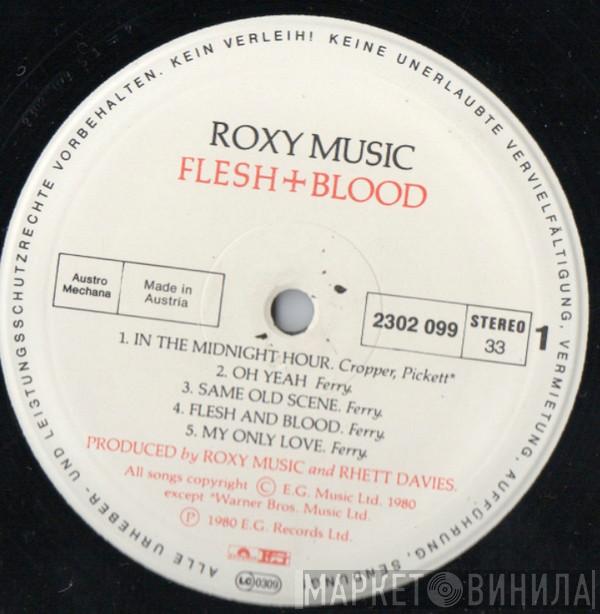 ALLE URHEBER- UND LEISTUNGSSCHUTZRECHTE VORBEHALTEN. KEIN VERLEIH! KEINE UNERLAUBTE VERVIELFÄLTIGUNG, VERMIETUNG, AUFFÜHRUNG, SENDUNG
ROXY MUSIC
FLESH+BLOOD
Austro
Mechana
Made in
Austria
2302 099
STEREO
33
1
1. IN THE MIDNIGHT HOUR. Cropper, Pickett*
2. OH YEAH Ferry.
3. SAME OLD SCENE. Ferry.
4. FLESH AND BLOOD. Ferry.
5. MY ONLY LOVE. Ferry.
PRODUCED by ROXY MUSIC and RHETT DAVIES.
All songs copyright © E.G. Music Ltd. 1980
except *Warner Bros. Music Ltd.
℗ 1980 E.G. Records Ltd.
LC 0309
МАРКЕТ ВИНИЛА